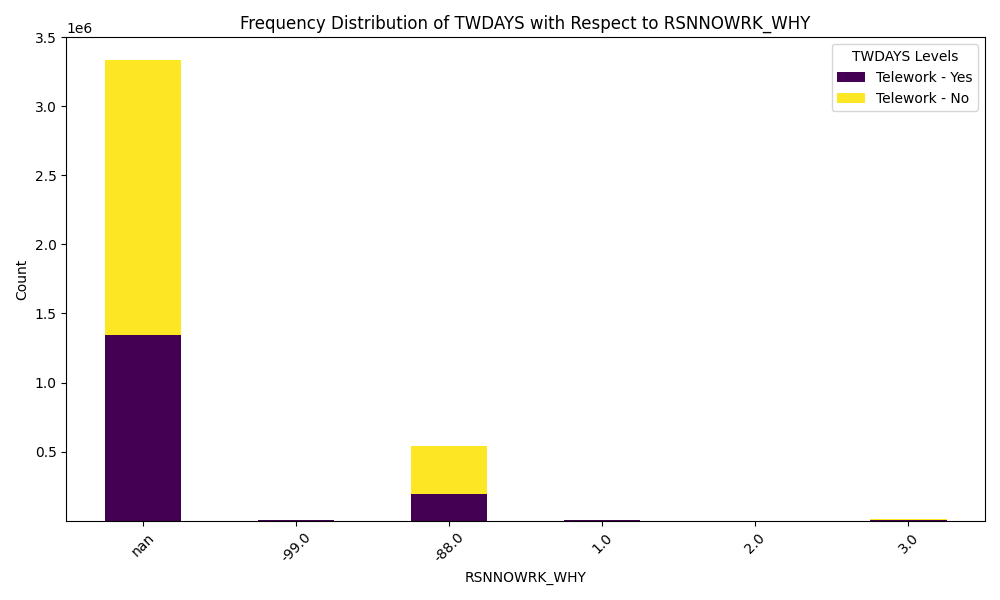 Frequency Distribution of TWDAYS with Respect to RSNNOWRK_WHY
1e6
3.5
3.0
2.5
2.0
1.5
1.0
0.5
Count
TWDAYS Levels
Telework - Yes
Telework - No
nan
-99.0
-88.0
1.0
2.0
3.0
RSNNOWRK_WHY